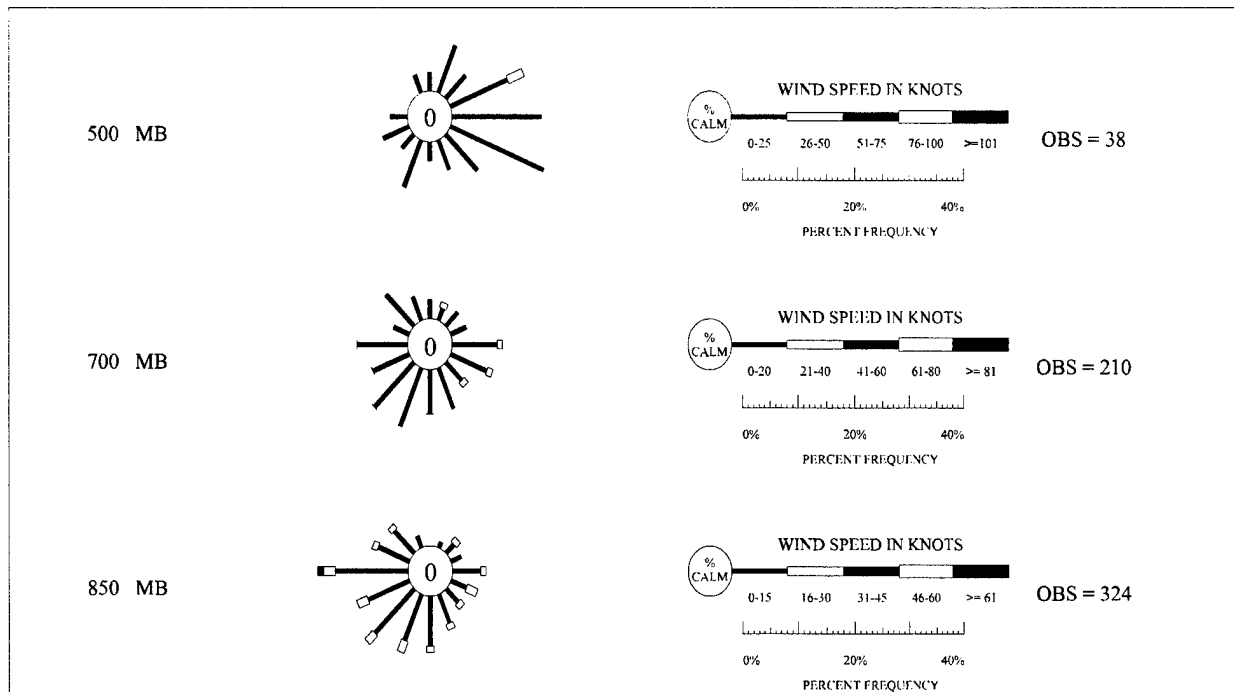 WIND SPEED IN KNOTS
500 MB
0
% CALM
0-25 26-50 51-75 76-100 >=101
OBS = 38
0% 20% 40%
PERCENT FREQUENCY
WIND SPEED IN KNOTS
700 MB
0
% CALM
0-20 21-40 41-60 61-80 >= 81
OBS = 210
0% 20% 40%
PERCENT FREQUENCY
WIND SPEED IN KNOTS
850 MB
0
% CALM
0-15 16-30 31-45 46-60 >= 61
OBS = 324
0% 20% 40%
PERCENT FREQUENCY